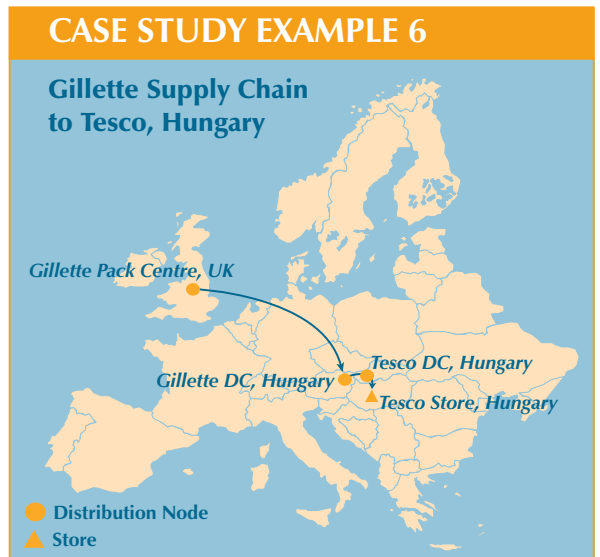 CASE STUDY EXAMPLE 6
Gillette Supply Chain
to Tesco, Hungary
Gillette Pack Centre, UK
Tesco DC, Hungary
Gillette DC, Hungary
Tesco Store, Hungary
Distribution Node
Store